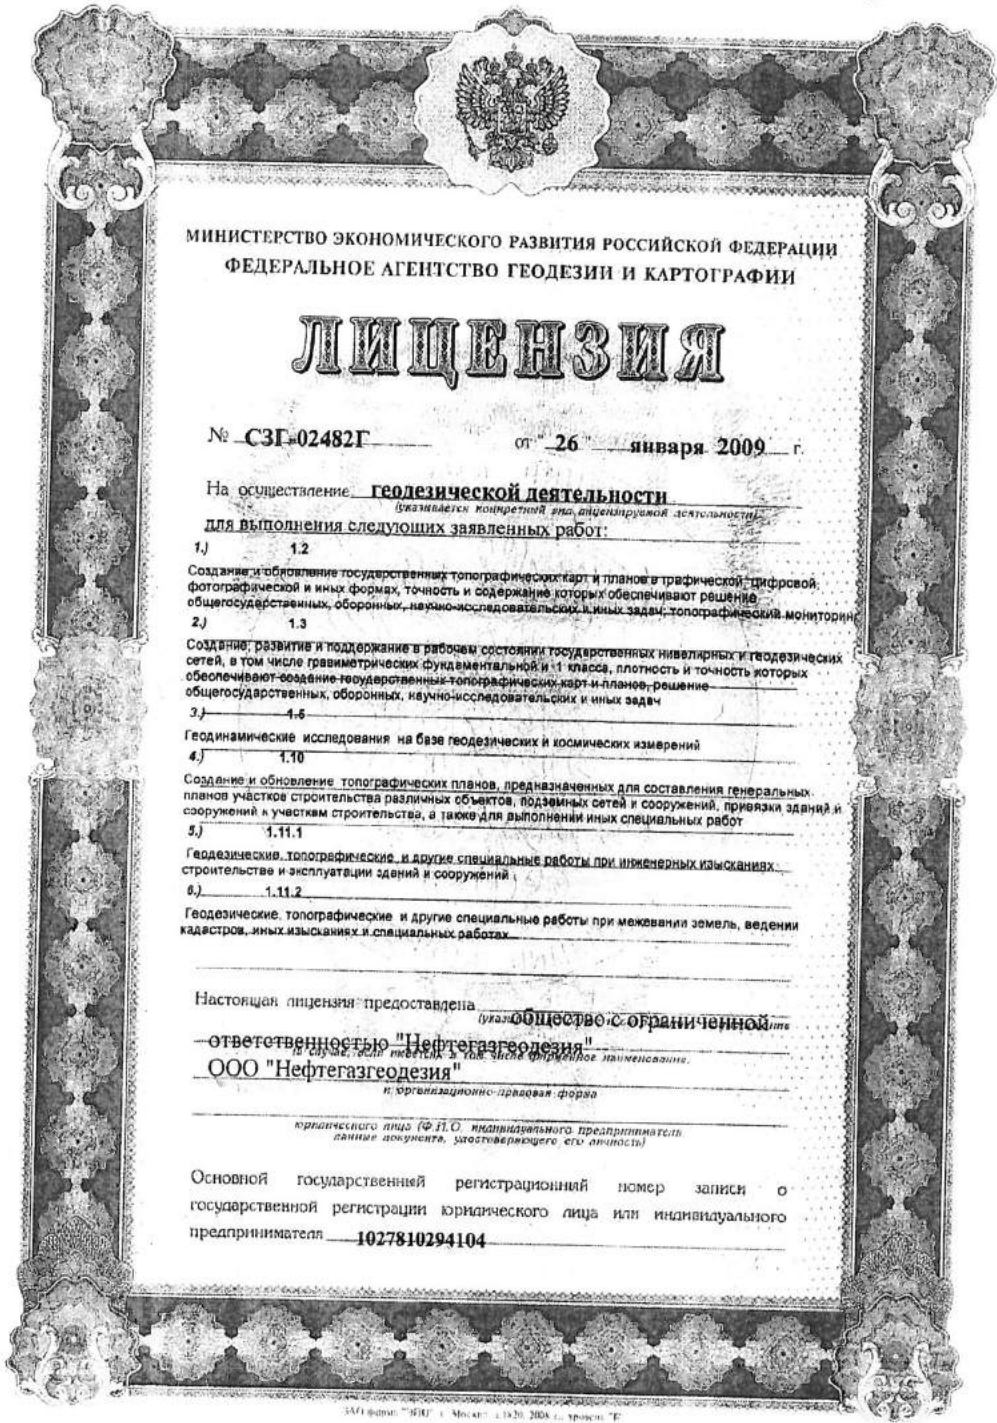 МИНИСТЕРСТВО ЭКОНОМИЧЕСКОГО РАЗВИТИЯ РОССИЙСКОЙ ФЕДЕРАЦИИ
ФЕДЕРАЛЬНОЕ АГЕНТСТВО ГЕОДЕЗИИ И КАРТОГРАФИИ
ЛИЦЕНЗИЯ
№ СЗГ-02482Г от "26" января 2009 г.
На осуществление геодезической деятельности
(указывается конкретный вид лицензируемой деятельности)
для выполнения следующих заявленных работ:
1.) 1.2
Создание и обновление государственных топографических карт и планов в графической, цифровой,
фотографической и иных формах, точность и содержание которых обеспечивают решение
общегосударственных, оборонных, научно-исследовательских и иных задач; топографический мониторинг
2.) 1.3
Создание, развитие и поддержание в рабочем состоянии государственных нивелирных и геодезических
сетей, в том числе гравиметрических фундаментальной и 1 класса, плотность и точность которых
обеспечивают создание государственных топографических карт и планов, решение
общегосударственных, оборонных, научно-исследовательских и иных задач
3.) 1.5
Геодинамические исследования на базе геодезических и космических измерений
4.) 1.10
Создание и обновление топографических планов, предназначенных для составления генеральных
планов участков строительства различных объектов, подземных сетей и сооружений, привязки зданий и
сооружений к участкам строительства, а также для выполнении иных специальных работ
5.) 1.11.1
Геодезические, топографические и другие специальные работы при инженерных изысканиях,
строительстве и эксплуатации зданий и сооружений
6.) 1.11.2
Геодезические, топографические и другие специальные работы при межевании земель, ведении
кадастров, иных изысканиях и специальных работах
Настоящая лицензия предоставлена
общество с ограниченной
ответственностью "Нефтегазгеодезия"
(в случае, если имеется, в том числе фирменное наименование,
ООО "Нефтегазгеодезия"
и организационно-правовая форма
юридического лица (Ф.И.О. индивидуального предпринимателя
данные документа, удостоверяющего его личность)
Основной государственный регистрационный номер записи о
государственной регистрации юридического лица или индивидуального
предпринимателя 1027810294104